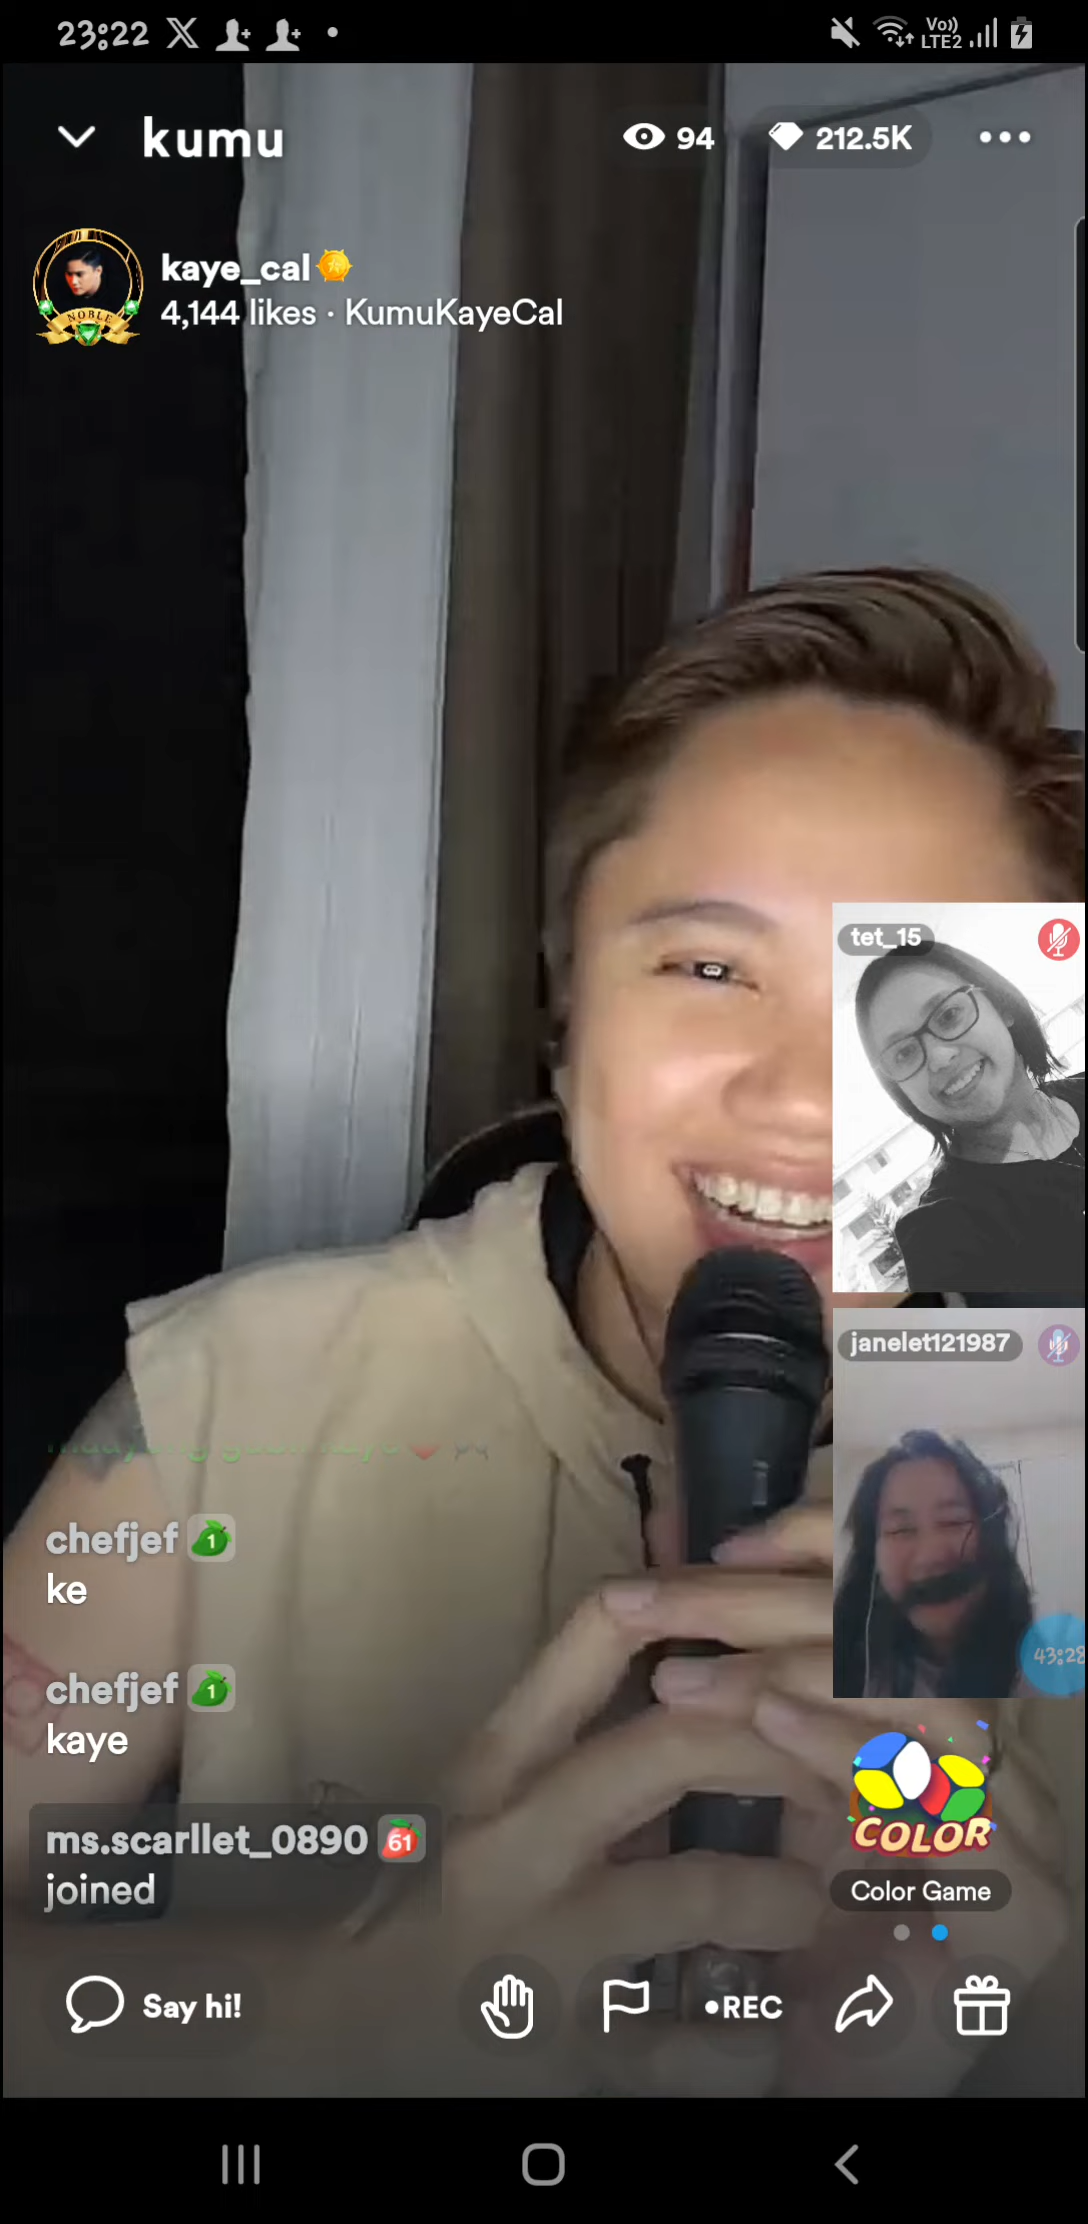 23:22
Vo))
LTE2
kumu
94
212.5K
kaye_cal
NOBLE
4,144 likes · KumuKayeCal
tet_15
janelet121987
43:28
chefjef 1
ke
chefjef 1
kaye
ms.scarllet_0890 61
joined
COLOR
Color Game
Say hi!
•REC